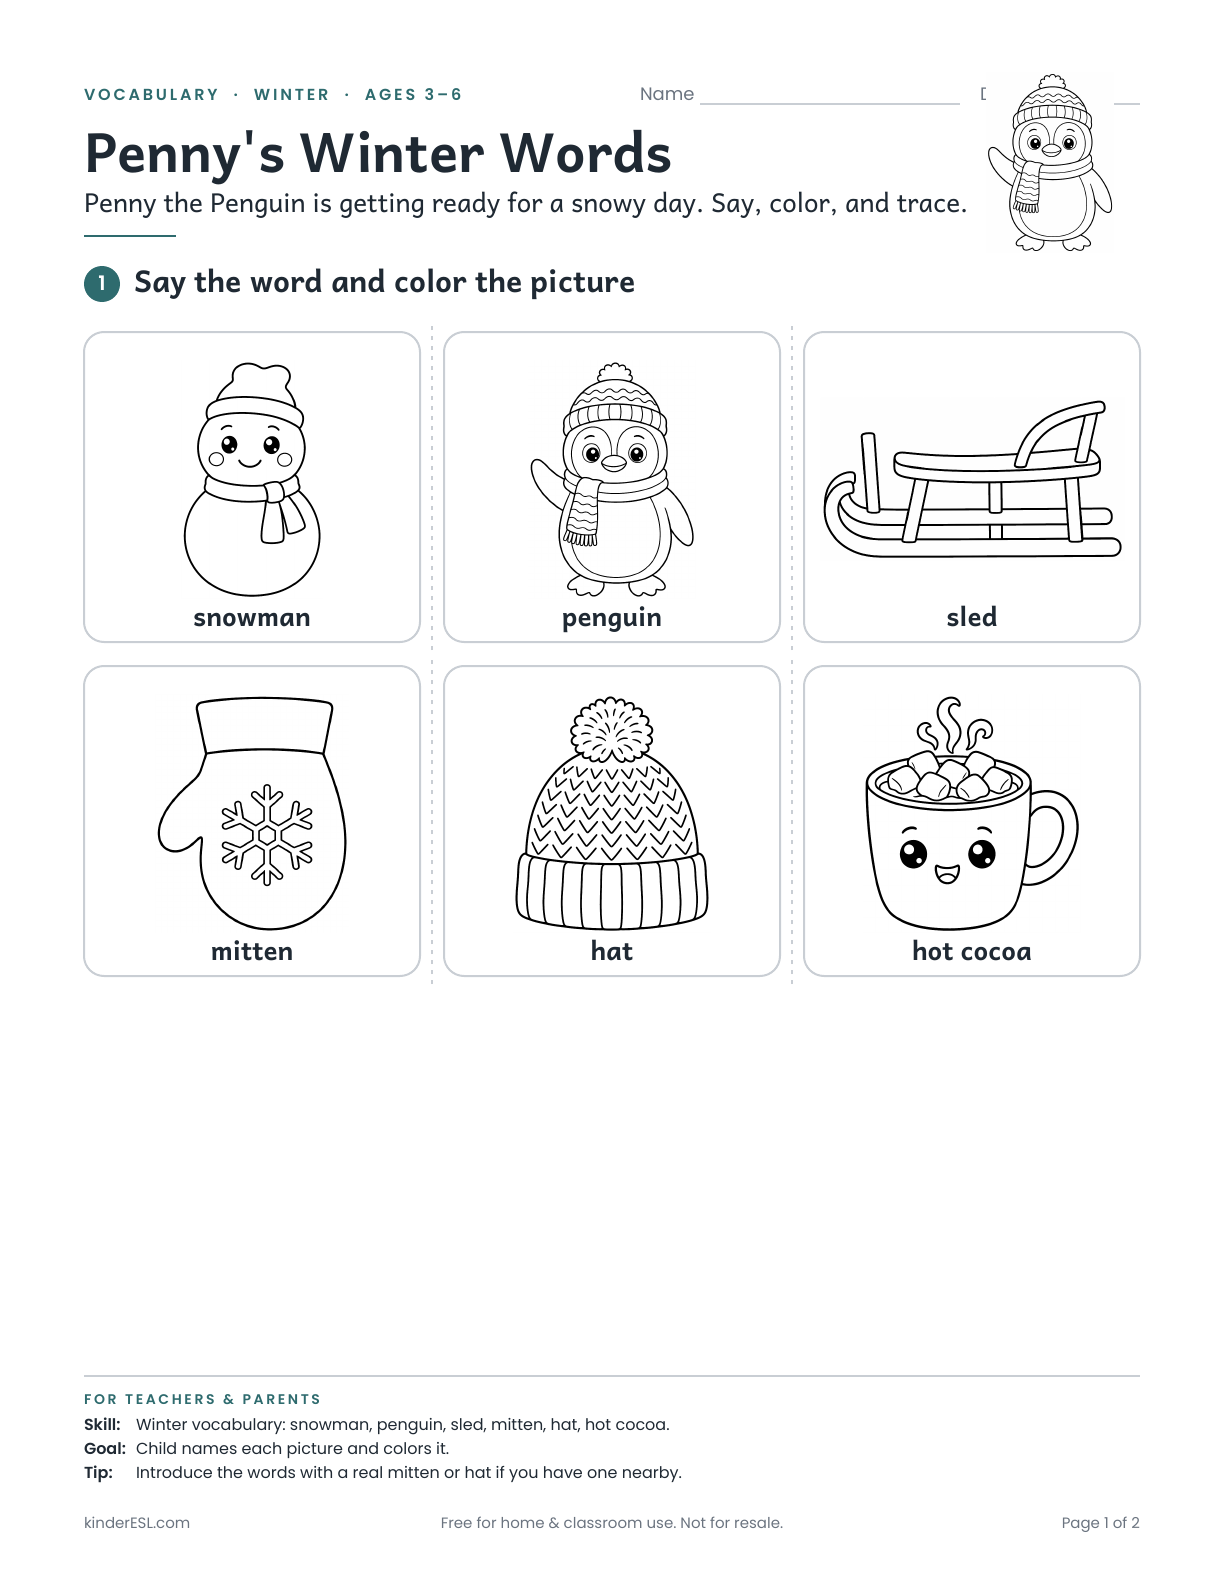 VOCABULARY · WINTER · AGES 3–6
Name
Penny's Winter Words
Penny the Penguin is getting ready for a snowy day. Say, color, and trace.
1 Say the word and color the picture
snowman penguin sled
mitten hat hot cocoa
FOR TEACHERS & PARENTS
Skill: Winter vocabulary: snowman, penguin, sled, mitten, hat, hot cocoa.
Goal: Child names each picture and colors it.
Tip: Introduce the words with a real mitten or hat if you have one nearby.
kinderESL.com Free for home & classroom use. Not for resale. Page 1 of 2